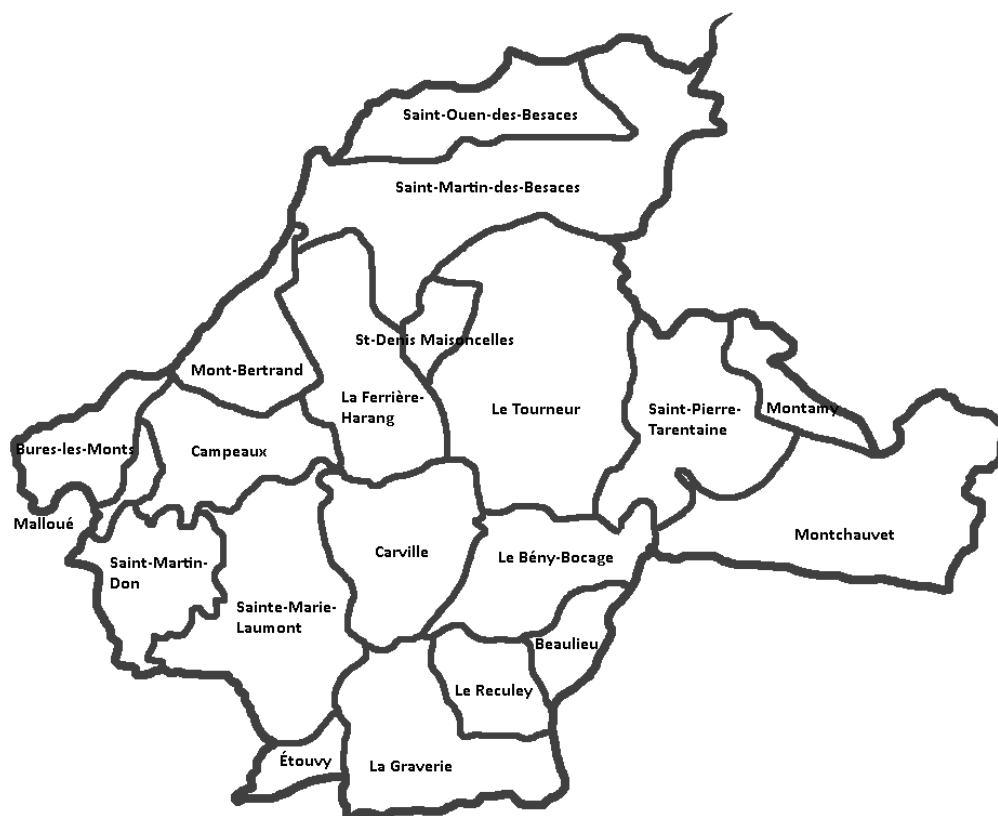 Saint-Ouen-des-Besaces
Saint-Martin-des-Besaces
St-Denis Maisoncelles
Mont-Bertrand
La Ferrière-
Harang
Le Tourneur
Saint-Pierre-
Tarentaine
Montamy
Bures-les-Monts
Campeaux
Malloué
Montchauvet
Saint-Martin-
Don
Carville
Le Bény-Bocage
Sainte-Marie-
Laumont
Beaulieu
Le Reculey
Étouvy
La Graverie